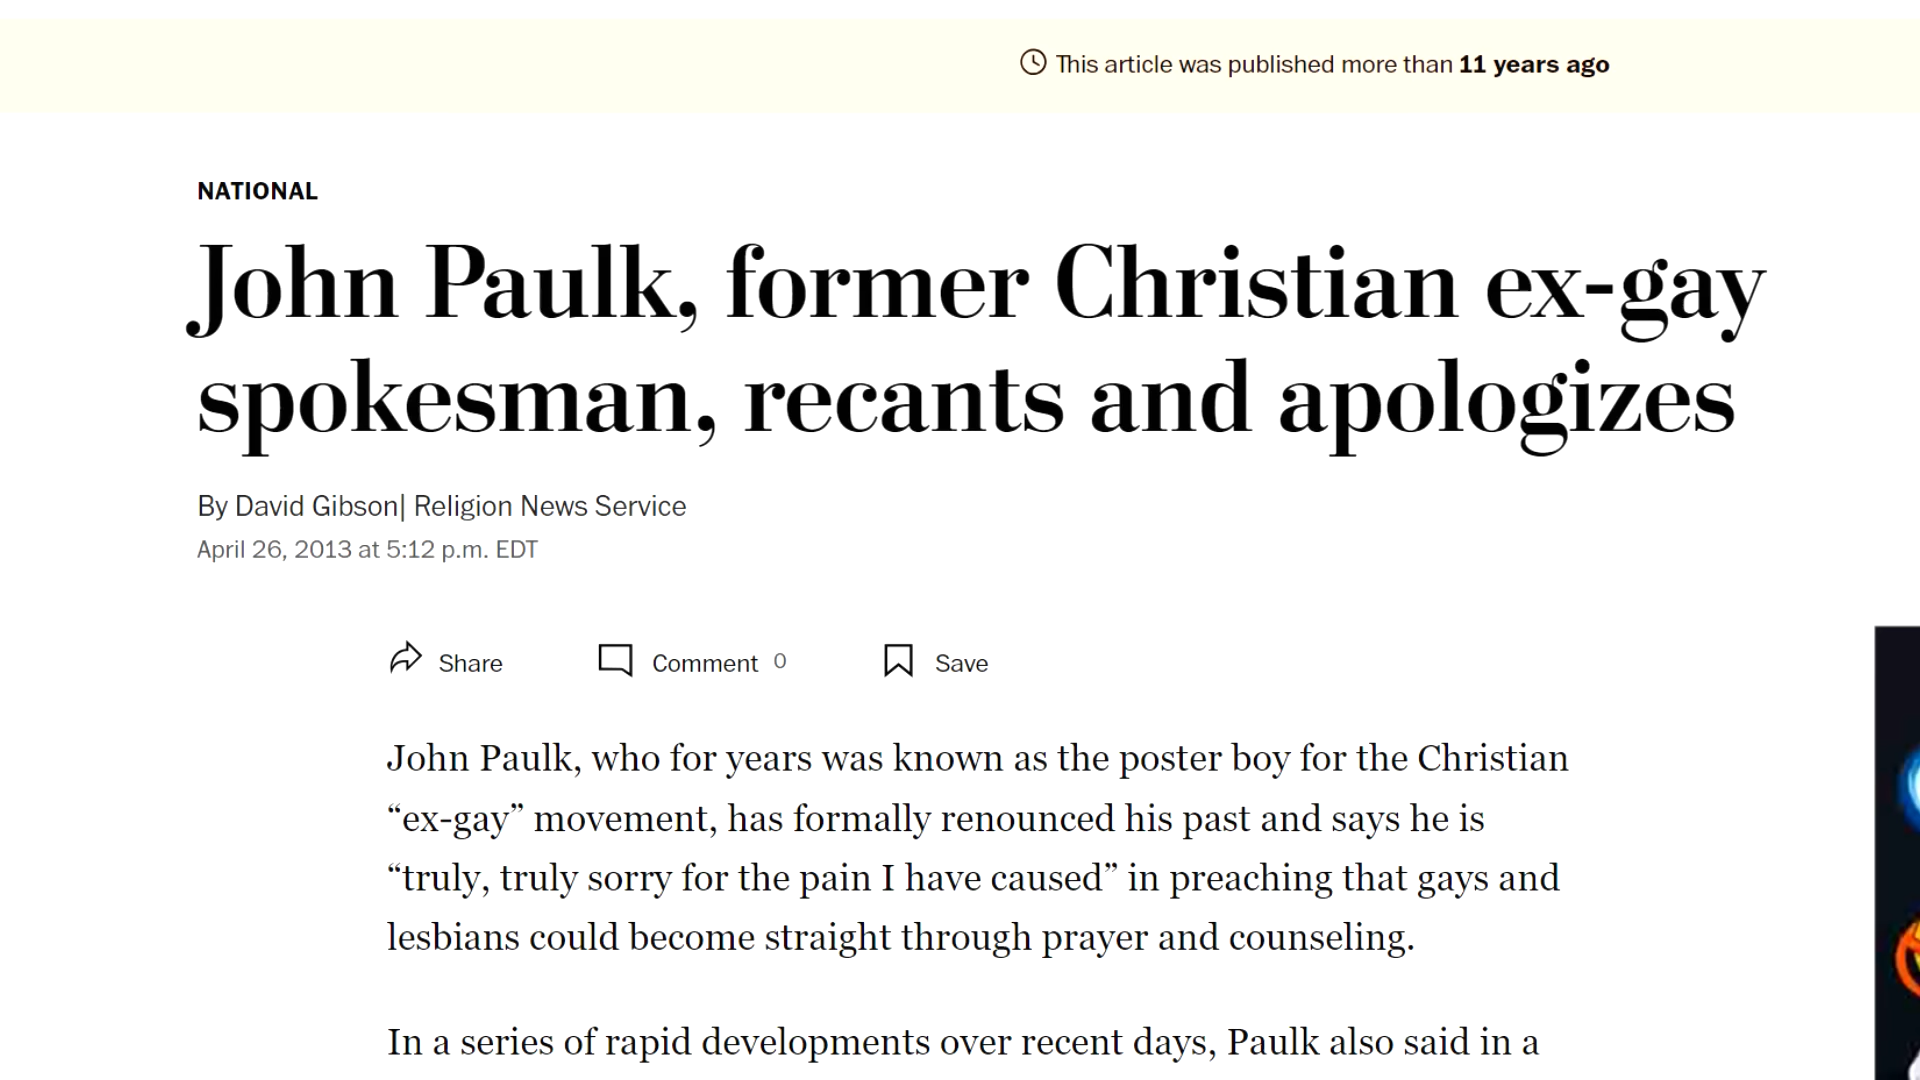 This article was published more than 11 years ago
NATIONAL
John Paulk, former Christian ex-gay
spokesman, recants and apologizes
By David Gibson| Religion News Service
April 26, 2013 at 5:12 p.m. EDT
Share Comment 0 Save
John Paulk, who for years was known as the poster boy for the Christian
“ex-gay” movement, has formally renounced his past and says he is
“truly, truly sorry for the pain I have caused” in preaching that gays and
lesbians could become straight through prayer and counseling.
In a series of rapid developments over recent days, Paulk also said in a